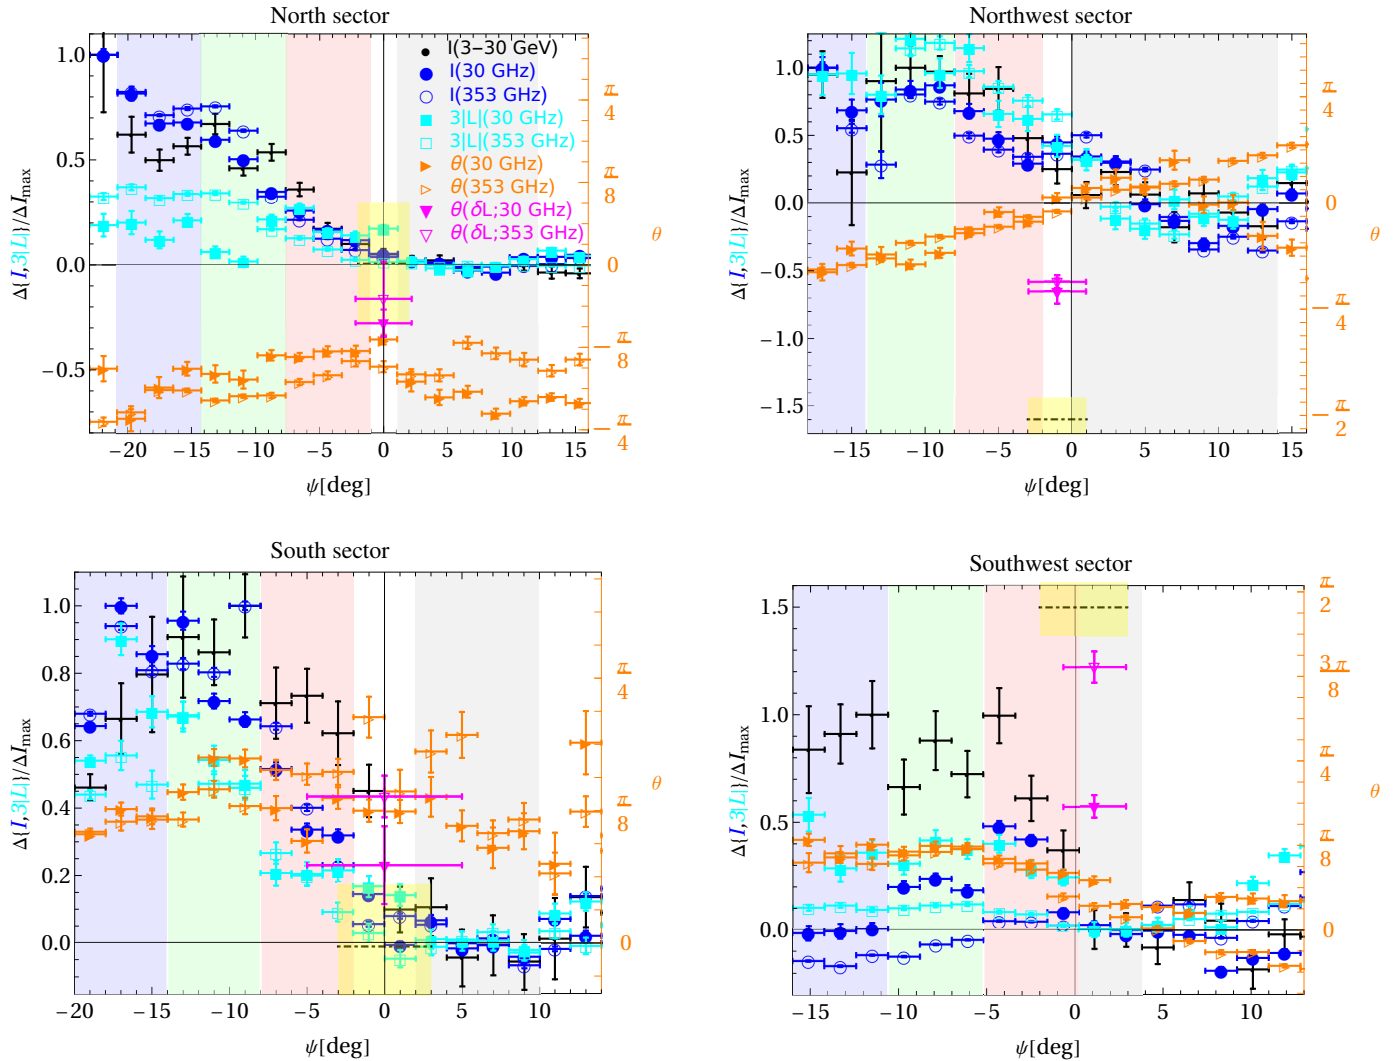 North sector
1.0
0.5
0.0
−0.5
−20
−15
−10
−5
0
5
10
15
ψ[deg]
Δ{I,3|L|}/ΔI_max
I(3−30 GeV)
I(30 GHz)
I(353 GHz)
3|L|(30 GHz)
3|L|(353 GHz)
θ(30 GHz)
θ(353 GHz)
θ(δL;30 GHz)
θ(δL;353 GHz)
π/4
π/8
0
−π/8
−π/4
θ
Northwest sector
1.0
0.5
0.0
−0.5
−1.0
−1.5
−15
−10
−5
0
5
10
15
ψ[deg]
Δ{I,3|L|}/ΔI_max
π/4
0
−π/4
−π/2
θ
South sector
1.0
0.8
0.6
0.4
0.2
0.0
−20
−15
−10
−5
0
5
10
ψ[deg]
Δ{I,3|L|}/ΔI_max
π/4
π/8
0
θ
Southwest sector
1.5
1.0
0.5
0.0
−15
−10
−5
0
5
10
ψ[deg]
Δ{I,3|L|}/ΔI_max
π/2
3π/8
π/4
π/8
0
θ